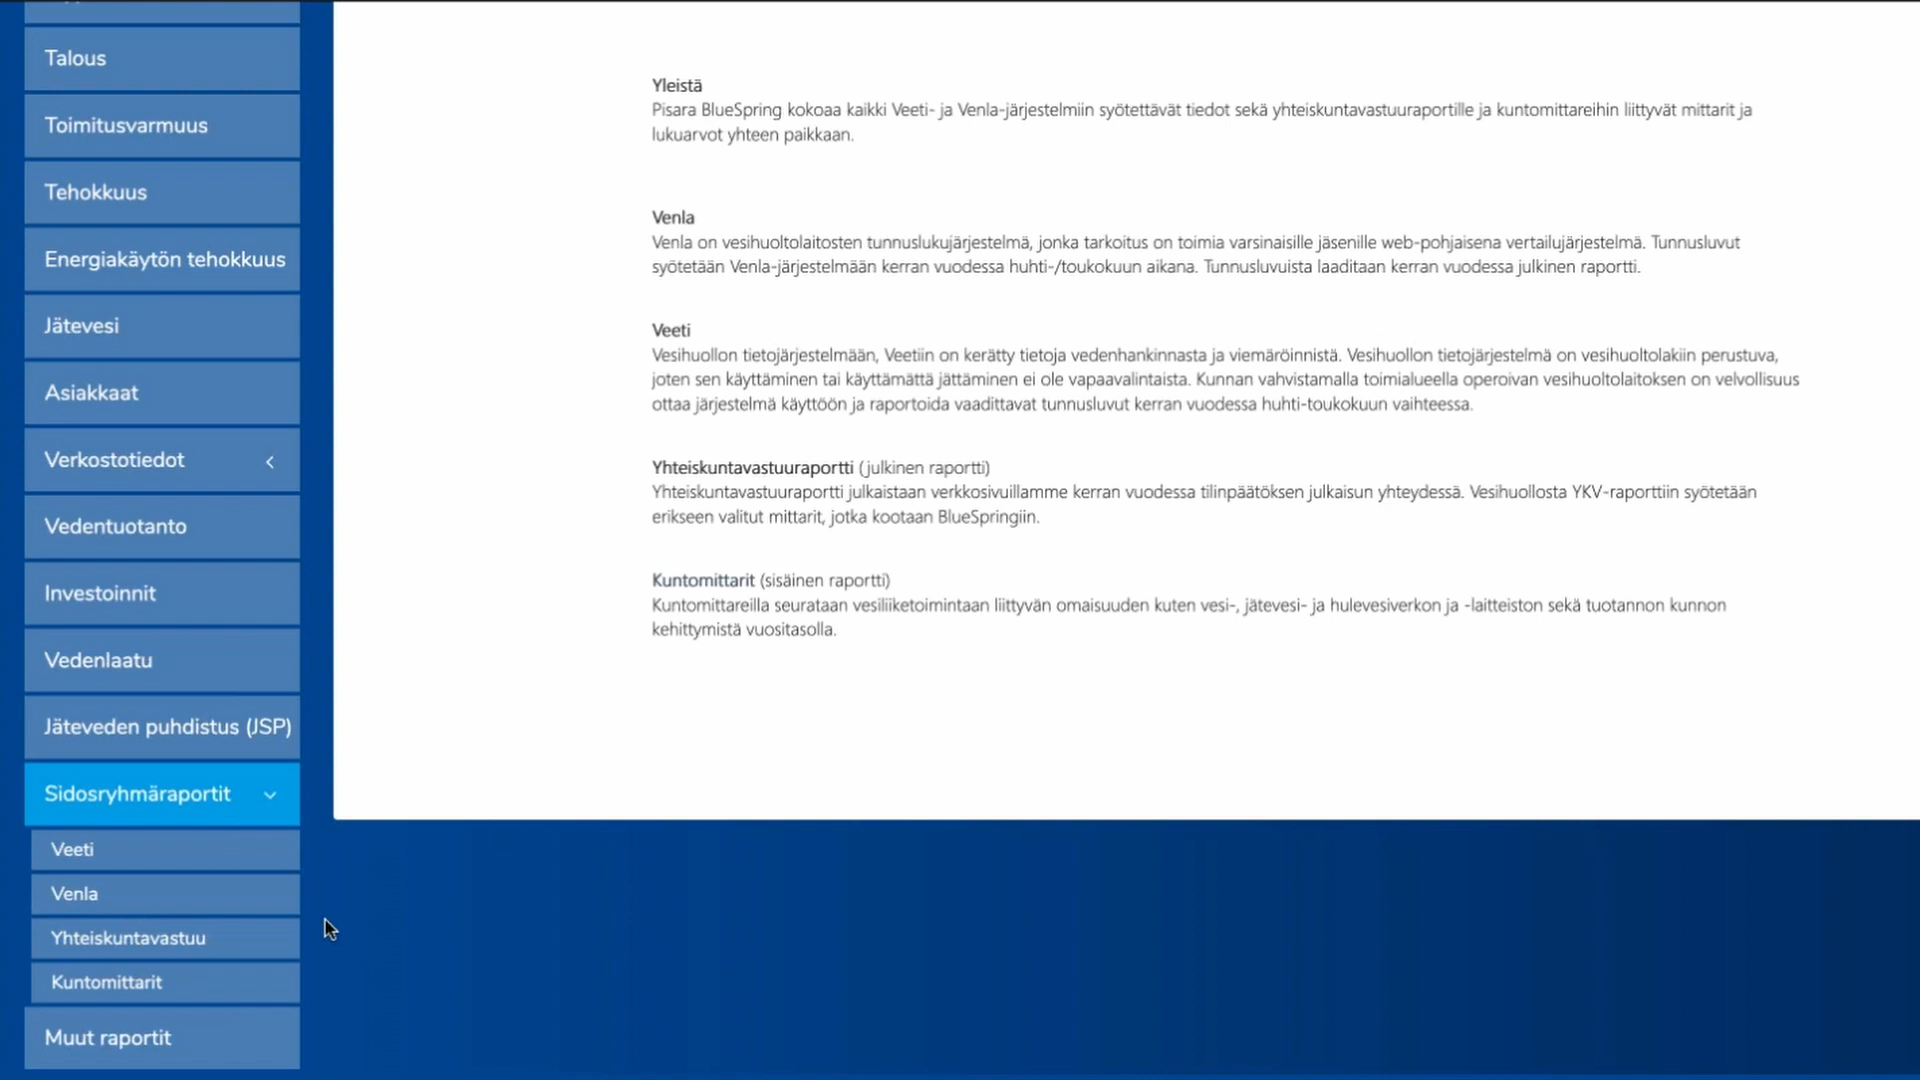 Talous
Toimitusvarmuus
Tehokkuus
Energiakäytön tehokkuus
Jätevesi
Asiakkaat
Verkostotiedot
Vedentuotanto
Investoinnit
Vedenlaatu
Jäteveden puhdistus (JSP)
Sidosryhmäraportit
Veeti
Venla
Yhteiskuntavastuu
Kuntomittarit
Muut raportit
Yleistä
Pisara BlueSpring kokoaa kaikki Veeti- ja Venla-järjestelmiin syötettävät tiedot sekä yhteiskuntavastuuraportille ja kuntomittareihin liittyvät mittarit ja
lukuarvot yhteen paikkaan.
Venla
Venla on vesihuoltolaitosten tunnuslukujärjestelmä, jonka tarkoitus on toimia varsinaisille jäsenille web-pohjaisena vertailujärjestelmä. Tunnusluvut
syötetään Venla-järjestelmään kerran vuodessa huhti-/toukokuun aikana. Tunnusluvuista laaditaan kerran vuodessa julkinen raportti.
Veeti
Vesihuollon tietojärjestelmään, Veetiin on kerätty tietoja vedenhankinnasta ja viemäröinnistä. Vesihuollon tietojärjestelmä on vesihuoltolakiin perustuva,
joten sen käyttäminen tai käyttämättä jättäminen ei ole vapaavalintaista. Kunnan vahvistamalla toimialueella operoivan vesihuoltolaitoksen on velvollisuus
ottaa järjestelmä käyttöön ja raportoida vaadittavat tunnusluvut kerran vuodessa huhti-toukokuun vaihteessa.
Yhteiskuntavastuuraportti (julkinen raportti)
Yhteiskuntavastuuraportti julkaistaan verkkosivuillamme kerran vuodessa tilinpäätöksen julkaisun yhteydessä. Vesihuollosta YKV-raporttiin syötetään
erikseen valitut mittarit, jotka kootaan BlueSpringiin.
Kuntomittarit (sisäinen raportti)
Kuntomittareilla seurataan vesiliiketoimintaan liittyvän omaisuuden kuten vesi-, jätevesi- ja hulevesiverkon ja -laitteiston sekä tuotannon kunnon
kehittymistä vuositasolla.